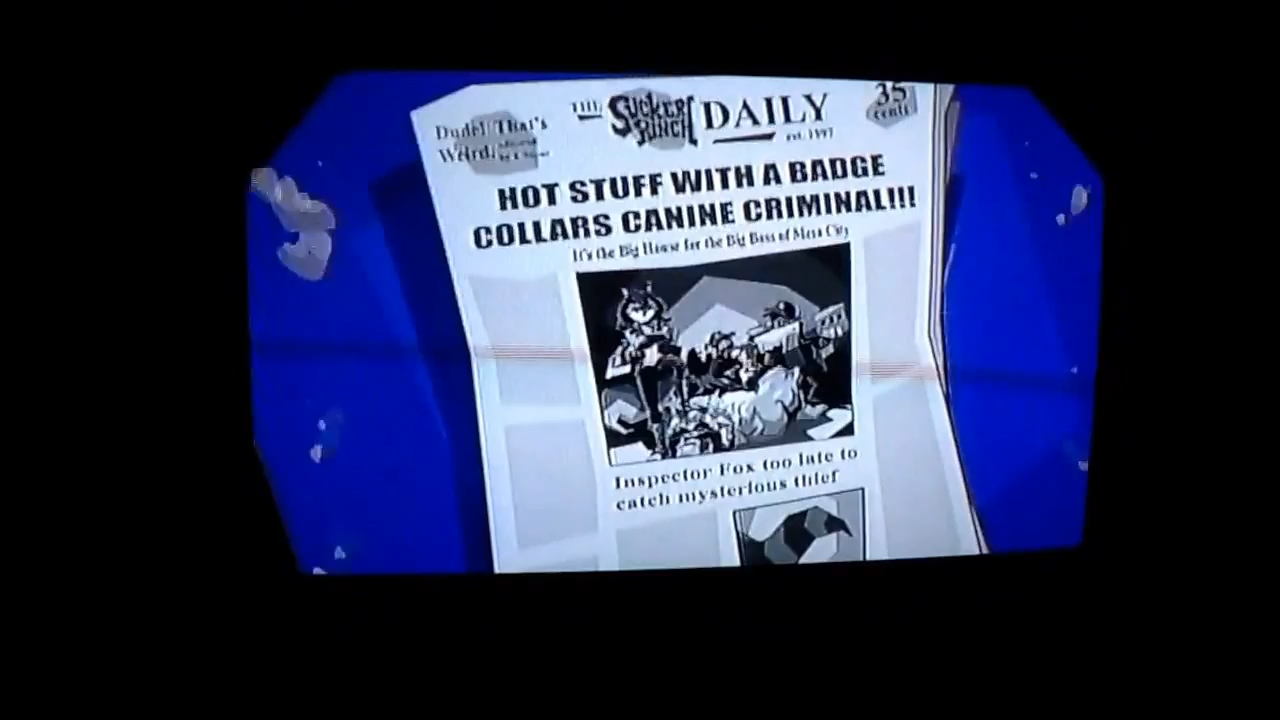 Dude! That's
Weird.
THE SUCKER PUNCH DAILY
est. 1997
35
cents
HOT STUFF WITH A BADGE
COLLARS CANINE CRIMINAL!!!
It's the Big House for the Big Boss of Mesa City
Inspector Fox too late to
catch mysterious thief